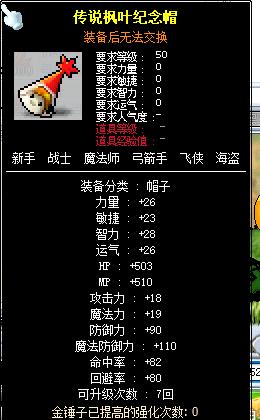 传说枫叶纪念帽
装备后无法交换
要求等级： 50
要求力量： 0
要求敏捷： 0
要求智力： 0
要求运气： 0
要求人气度：-
道具等级： -
道具经验值：-
新手 战士 魔法师 弓箭手 飞侠 海盗
装备分类 : 帽子
力量 : +26
敏捷 : +23
智力 : +28
运气 : +26
HP : +503
MP : +510
攻击力 : +18
魔法力 : +19
防御力 : +90
魔法防御力 : +110
命中率 : +82
回避率 : +80
可升级次数 : 7回
金锤子已提高的强化次数: 0